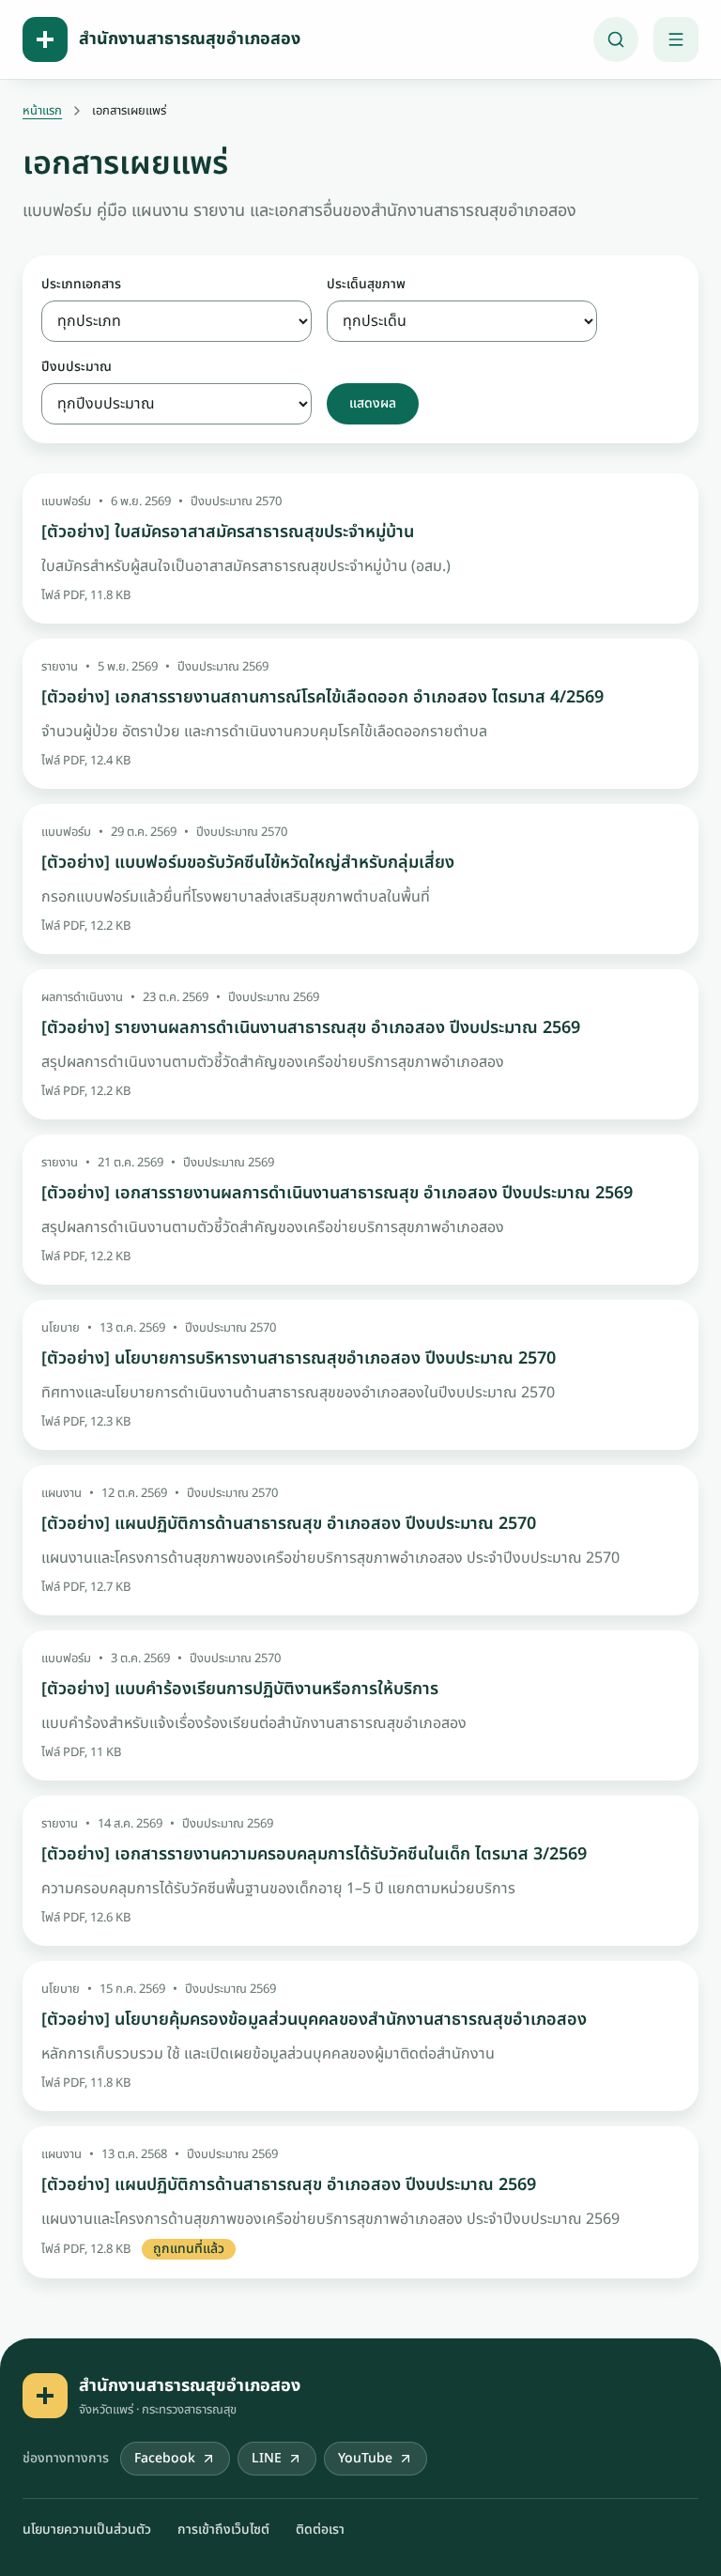 สำนักงานสาธารณสุขอำเภอสอง
หน้าแรก เอกสารเผยแพร่
เอกสารเผยแพร่
แบบฟอร์ม คู่มือ แผนงาน รายงาน และเอกสารอื่นของสำนักงานสาธารณสุขอำเภอสอง
ประเภทเอกสาร ประเด็นสุขภาพ
ทุกประเภท ทุกประเด็น
ปีงบประมาณ
ทุกปีงบประมาณ แสดงผล
แบบฟอร์ม • 6 พ.ย. 2569 • ปีงบประมาณ 2570
[ตัวอย่าง] ใบสมัครอาสาสมัครสาธารณสุขประจำหมู่บ้าน
ใบสมัครสำหรับผู้สนใจเป็นอาสาสมัครสาธารณสุขประจำหมู่บ้าน (อสม.)
ไฟล์ PDF, 11.8 KB
รายงาน • 5 พ.ย. 2569 • ปีงบประมาณ 2569
[ตัวอย่าง] เอกสารรายงานสถานการณ์โรคไข้เลือดออก อำเภอสอง ไตรมาส 4/2569
จำนวนผู้ป่วย อัตราป่วย และการดำเนินงานควบคุมโรคไข้เลือดออกรายตำบล
ไฟล์ PDF, 12.4 KB
แบบฟอร์ม • 29 ต.ค. 2569 • ปีงบประมาณ 2570
[ตัวอย่าง] แบบฟอร์มขอรับวัคซีนไข้หวัดใหญ่สำหรับกลุ่มเสี่ยง
กรอกแบบฟอร์มแล้วยื่นที่โรงพยาบาลส่งเสริมสุขภาพตำบลในพื้นที่
ไฟล์ PDF, 12.2 KB
ผลการดำเนินงาน • 23 ต.ค. 2569 • ปีงบประมาณ 2569
[ตัวอย่าง] รายงานผลการดำเนินงานสาธารณสุข อำเภอสอง ปีงบประมาณ 2569
สรุปผลการดำเนินงานตามตัวชี้วัดสำคัญของเครือข่ายบริการสุขภาพอำเภอสอง
ไฟล์ PDF, 12.2 KB
รายงาน • 21 ต.ค. 2569 • ปีงบประมาณ 2569
[ตัวอย่าง] เอกสารรายงานผลการดำเนินงานสาธารณสุข อำเภอสอง ปีงบประมาณ 2569
สรุปผลการดำเนินงานตามตัวชี้วัดสำคัญของเครือข่ายบริการสุขภาพอำเภอสอง
ไฟล์ PDF, 12.2 KB
นโยบาย • 13 ต.ค. 2569 • ปีงบประมาณ 2570
[ตัวอย่าง] นโยบายการบริหารงานสาธารณสุขอำเภอสอง ปีงบประมาณ 2570
ทิศทางและนโยบายการดำเนินงานด้านสาธารณสุขของอำเภอสองในปีงบประมาณ 2570
ไฟล์ PDF, 12.3 KB
แผนงาน • 12 ต.ค. 2569 • ปีงบประมาณ 2570
[ตัวอย่าง] แผนปฏิบัติการด้านสาธารณสุข อำเภอสอง ปีงบประมาณ 2570
แผนงานและโครงการด้านสุขภาพของเครือข่ายบริการสุขภาพอำเภอสอง ประจำปีงบประมาณ 2570
ไฟล์ PDF, 12.7 KB
แบบฟอร์ม • 3 ต.ค. 2569 • ปีงบประมาณ 2570
[ตัวอย่าง] แบบคำร้องเรียนการปฏิบัติงานหรือการให้บริการ
แบบคำร้องสำหรับแจ้งเรื่องร้องเรียนต่อสำนักงานสาธารณสุขอำเภอสอง
ไฟล์ PDF, 11 KB
รายงาน • 14 ส.ค. 2569 • ปีงบประมาณ 2569
[ตัวอย่าง] เอกสารรายงานความครอบคลุมการได้รับวัคซีนในเด็ก ไตรมาส 3/2569
ความครอบคลุมการได้รับวัคซีนพื้นฐานของเด็กอายุ 1–5 ปี แยกตามหน่วยบริการ
ไฟล์ PDF, 12.6 KB
นโยบาย • 15 ก.ค. 2569 • ปีงบประมาณ 2569
[ตัวอย่าง] นโยบายคุ้มครองข้อมูลส่วนบุคคลของสำนักงานสาธารณสุขอำเภอสอง
หลักการเก็บรวบรวม ใช้ และเปิดเผยข้อมูลส่วนบุคคลของผู้มาติดต่อสำนักงาน
ไฟล์ PDF, 11.8 KB
แผนงาน • 13 ต.ค. 2568 • ปีงบประมาณ 2569
[ตัวอย่าง] แผนปฏิบัติการด้านสาธารณสุข อำเภอสอง ปีงบประมาณ 2569
แผนงานและโครงการด้านสุขภาพของเครือข่ายบริการสุขภาพอำเภอสอง ประจำปีงบประมาณ 2569
ไฟล์ PDF, 12.8 KB ถูกแทนที่แล้ว
สำนักงานสาธารณสุขอำเภอสอง
จังหวัดแพร่ · กระทรวงสาธารณสุข
ช่องทางทางการ Facebook LINE YouTube
นโยบายความเป็นส่วนตัว การเข้าถึงเว็บไซต์ ติดต่อเรา